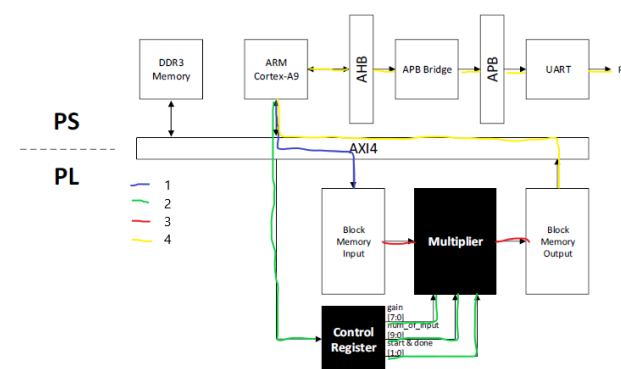 DDR3
Memory
ARM
Cortex-A9
AHB
APB Bridge
APB
UART
PS
AXI4
PL
1
2
3
4
Block
Memory
Input
Multiplier
Block
Memory
Output
gain
[7:0]
num_of_input
[9:0]
start & done
[1:0]
Control
Register